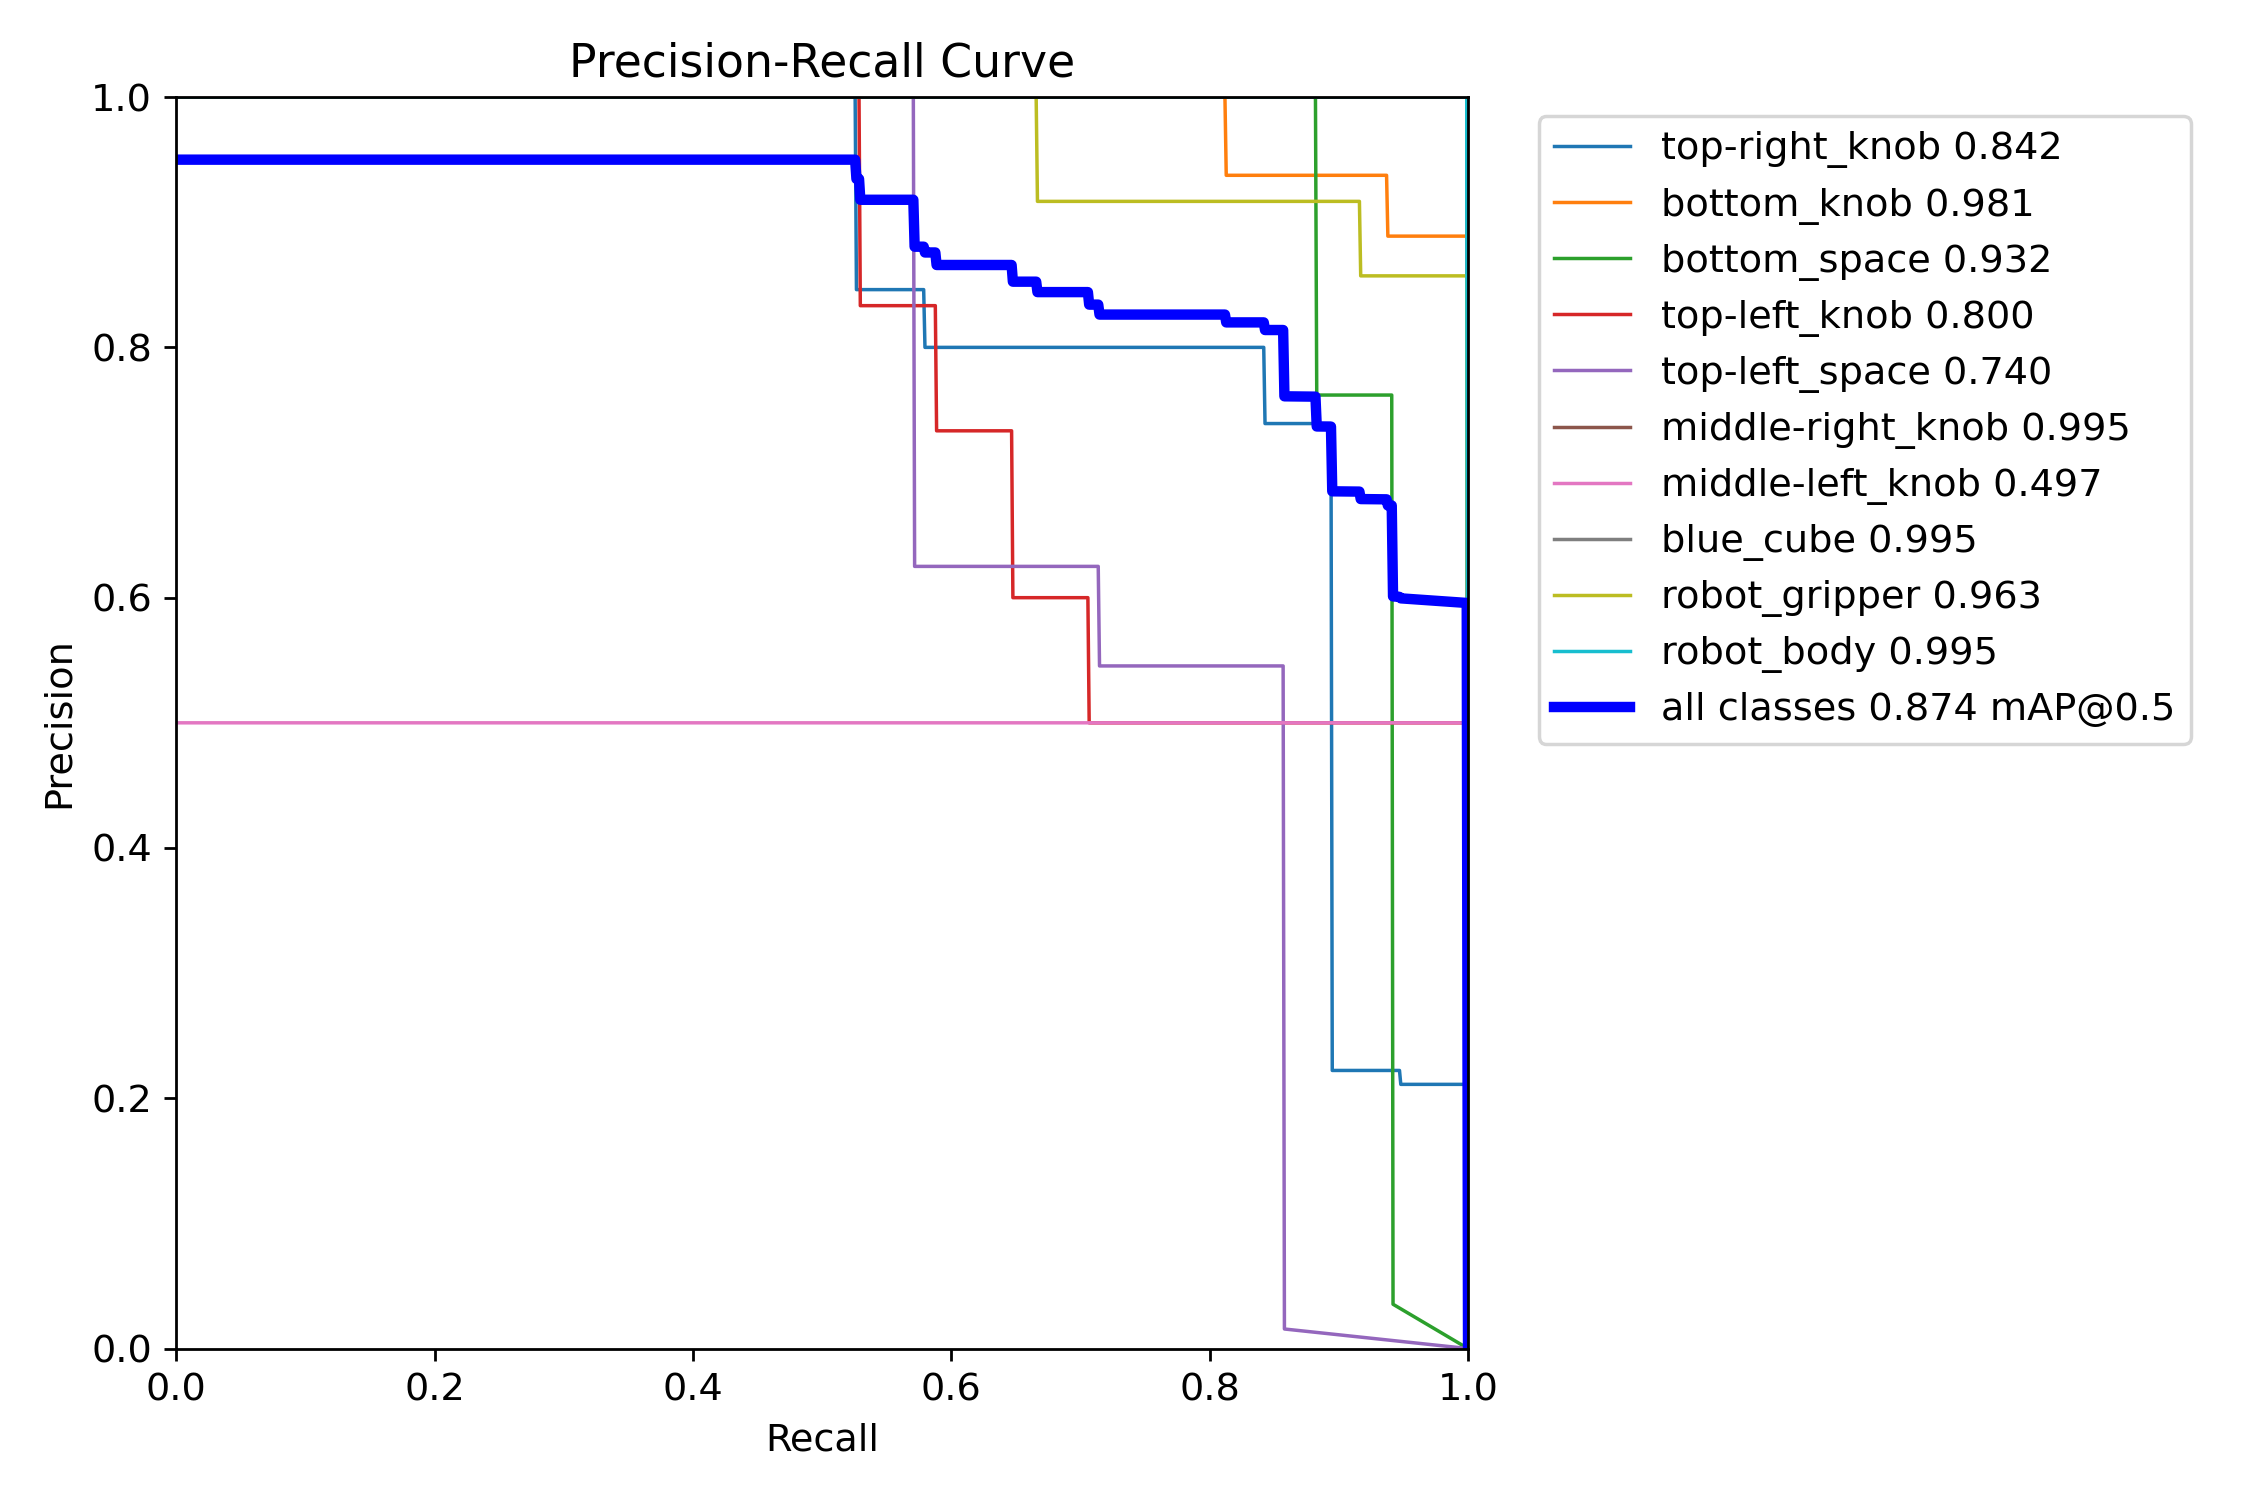 Precision-Recall Curve
1.0
0.8
0.6
0.4
0.2
0.0
Precision
0.0 0.2 0.4 0.6 0.8 1.0
Recall
top-right_knob 0.842
bottom_knob 0.981
bottom_space 0.932
top-left_knob 0.800
top-left_space 0.740
middle-right_knob 0.995
middle-left_knob 0.497
blue_cube 0.995
robot_gripper 0.963
robot_body 0.995
all classes 0.874 mAP@0.5